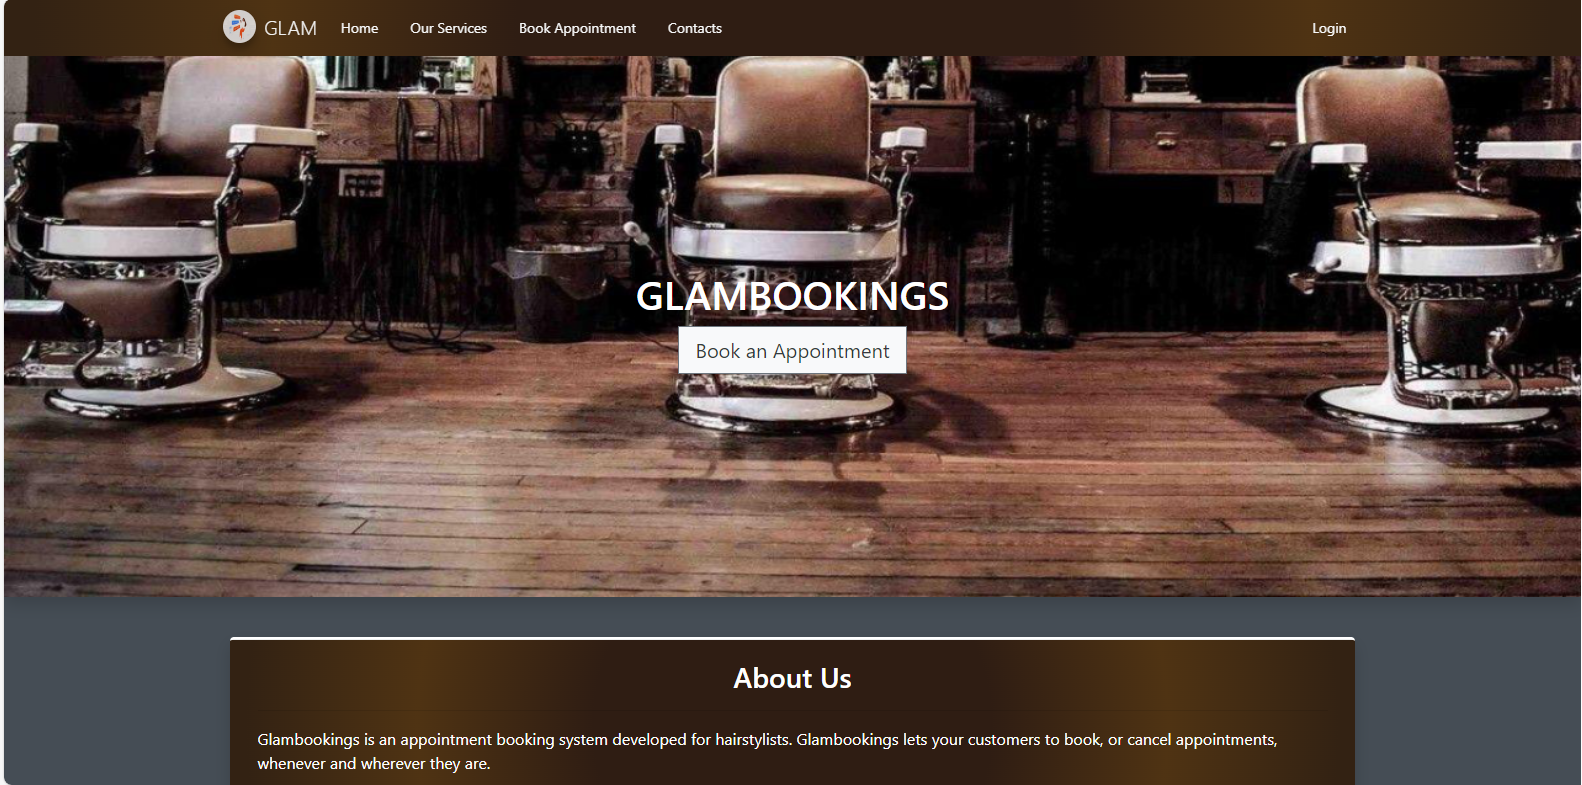 GLAM
Home
Our Services
Book Appointment
Contacts
Login
GLAMBOOKINGS
Book an Appointment
About Us
Glambookings is an appointment booking system developed for hairstylists. Glambookings lets your customers to book, or cancel appointments,
whenever and wherever they are.